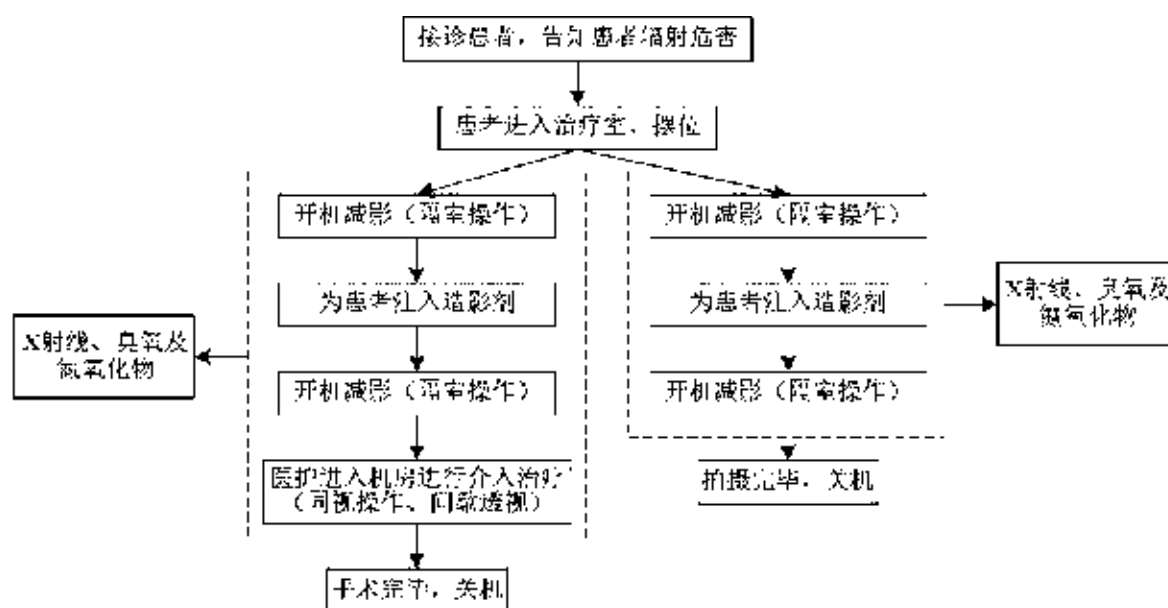 接诊患者，告知患者辐射危害
患者进入治疗室、摆位
开机减影（隔室操作）
为患者注入造影剂
开机减影（隔室操作）
医护进入机房进行介入治疗
（同视操作、间歇透视）
手术完毕，关机
X射线、臭氧及
氮氧化物
开机减影（隔室操作）
为患者注入造影剂
开机减影（隔室操作）
拍摄完毕，关机
X射线、臭氧及
氮氧化物